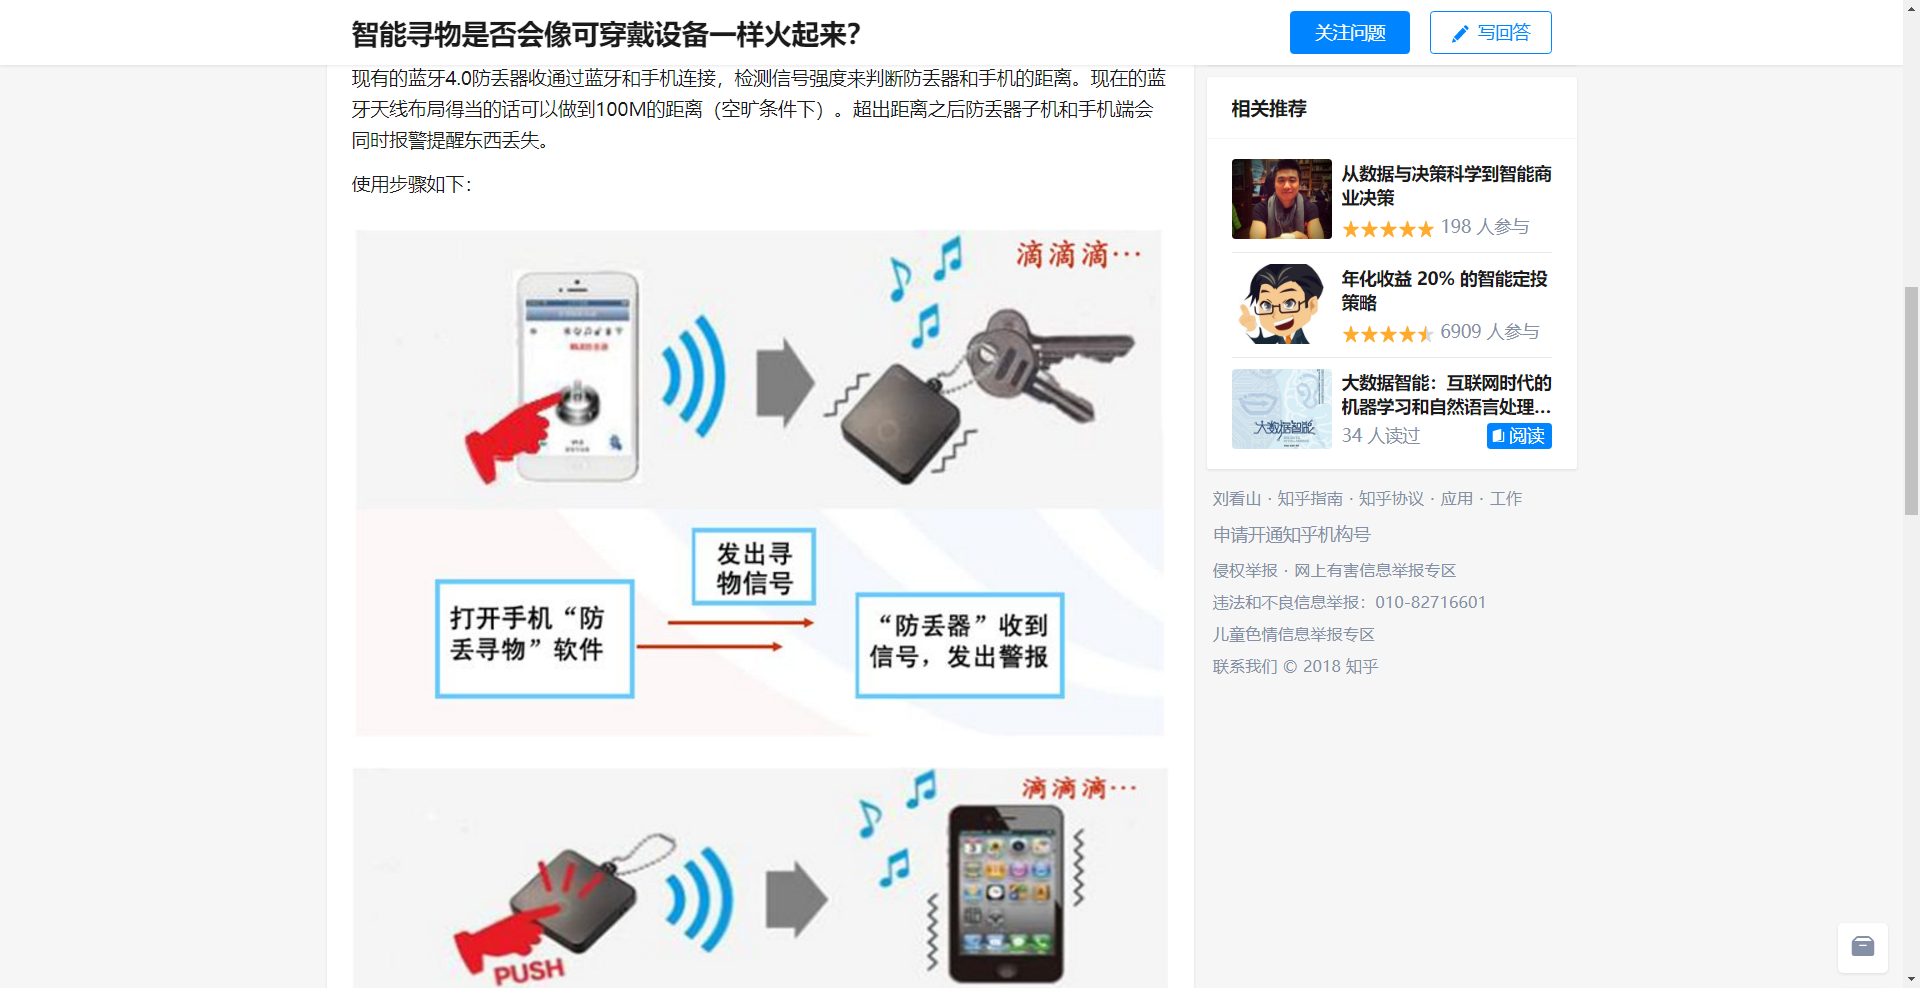 智能寻物是否会像可穿戴设备一样火起来？
关注问题
写回答
现有的蓝牙4.0防丢器收通过蓝牙和手机连接，检测信号强度来判断防丢器和手机的距离。现在的蓝
牙天线布局得当的话可以做到100M的距离（空旷条件下）。超出距离之后防丢器子机和手机端会
同时报警提醒东西丢失。
使用步骤如下：
滴滴滴…
发出寻
物信号
打开手机“防
丢寻物”软件
“防丢器”收到
信号，发出警报
滴滴滴…
PUSH
相关推荐
从数据与决策科学到智能商
业决策
198 人参与
年化收益 20% 的智能定投
策略
6909 人参与
大数据智能
大数据智能：互联网时代的
机器学习和自然语言处理...
34 人读过
阅读
刘看山 · 知乎指南 · 知乎协议 · 应用 · 工作
申请开通知乎机构号
侵权举报 · 网上有害信息举报专区
违法和不良信息举报：010-82716601
儿童色情信息举报专区
联系我们 © 2018 知乎